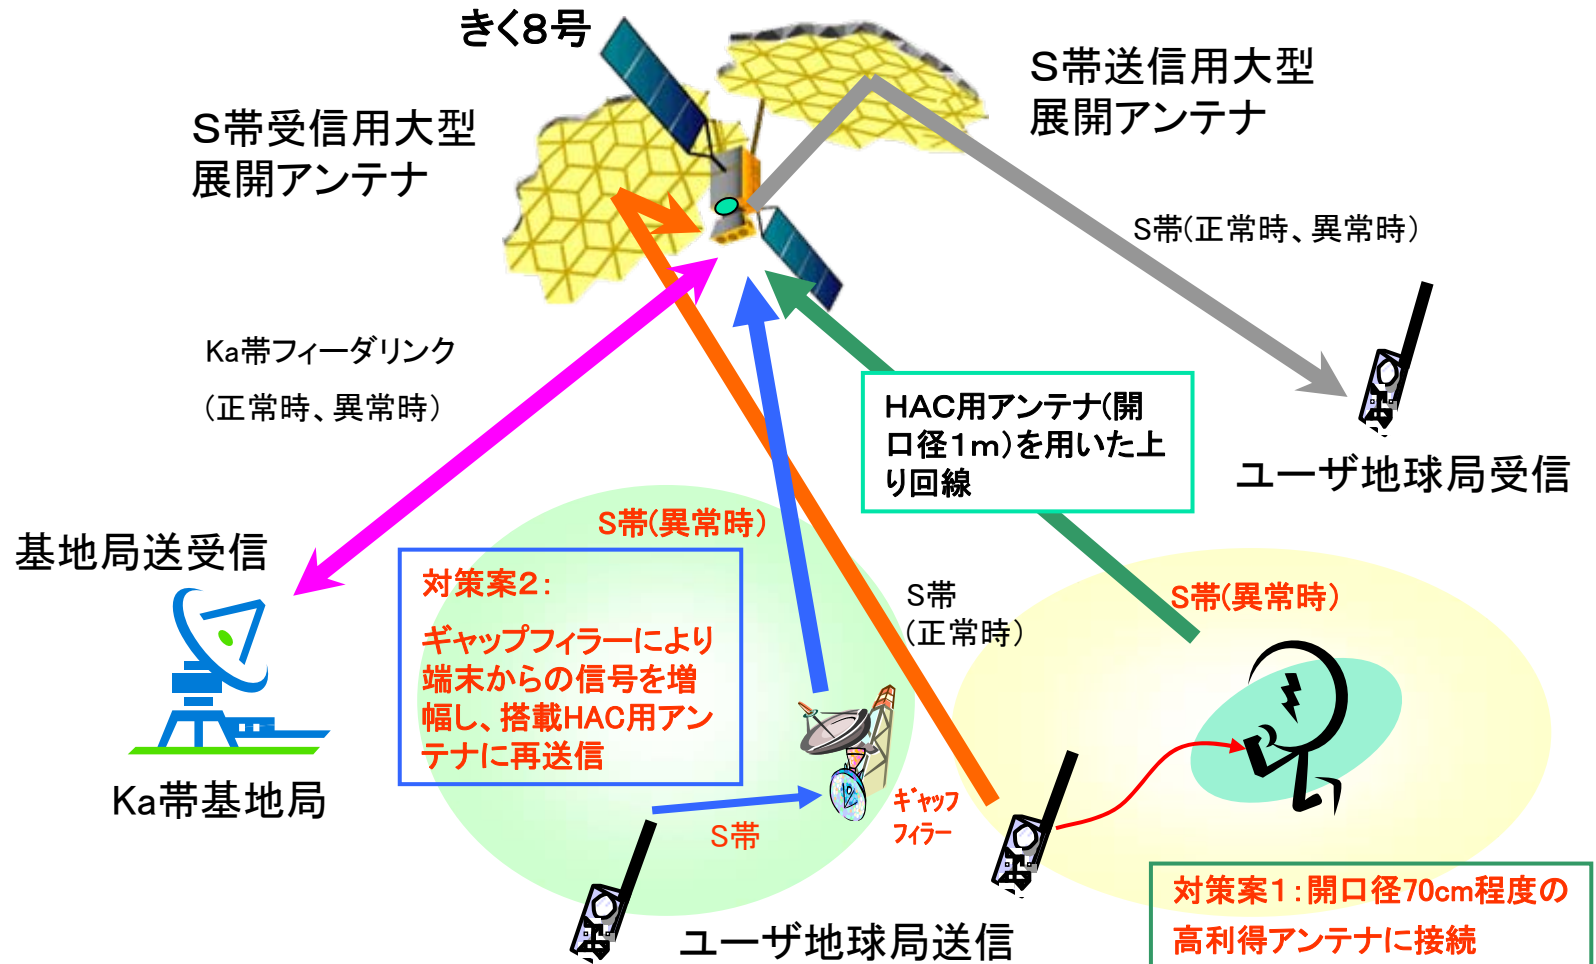 きく８号
Ｓ帯送信用大型
展開アンテナ
Ｓ帯受信用大型
展開アンテナ
S帯(正常時、異常時)
Ka帯フィーダリンク
(正常時、異常時)
ＨＡＣ用アンテナ(開
口径１ｍ)を用いた上
り回線
ユーザ地球局受信
S帯(異常時)
基地局送受信
対策案２：
ギャップフィラーにより
端末からの信号を増
幅し、搭載HAC用アン
テナに再送信
S帯
(正常時)
S帯(異常時)
Ka帯基地局
ｷﾞｬｯﾌﾟ
ﾌｨﾗｰ
S帯
対策案１：開口径70cm程度の
高利得アンテナに接続
ユーザ地球局送信